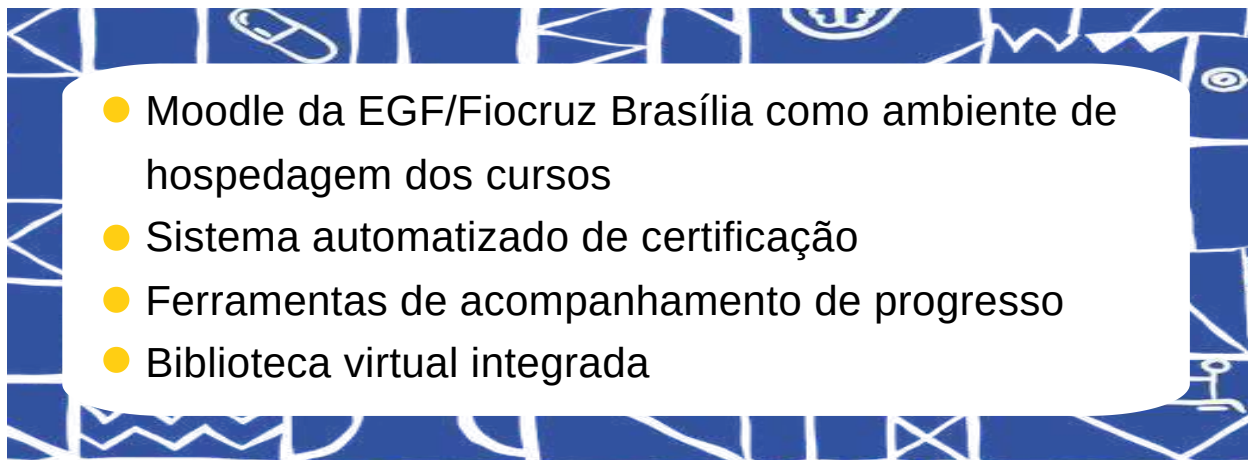 Moodle da EGF/Fiocruz Brasília como ambiente de
hospedagem dos cursos
Sistema automatizado de certificação
Ferramentas de acompanhamento de progresso
Biblioteca virtual integrada